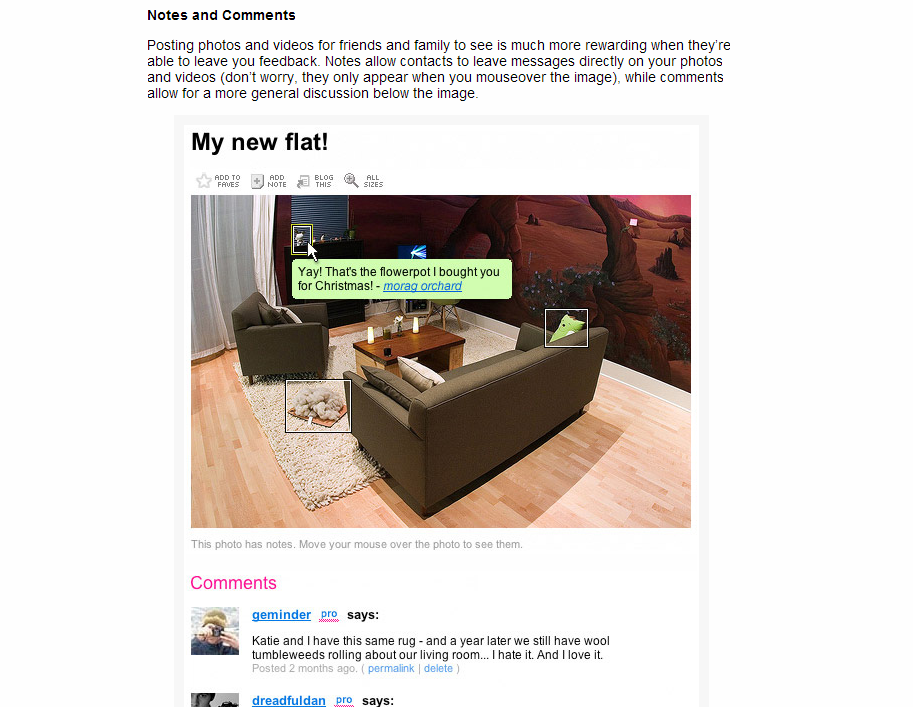 Notes and Comments
Posting photos and videos for friends and family to see is much more rewarding when they're
able to leave you feedback. Notes allow contacts to leave messages directly on your photos
and videos (don't worry, they only appear when you mouseover the image), while comments
allow for a more general discussion below the image.
My new flat!
ADD TO FAVES
ADD NOTE
BLOG THIS
ALL SIZES
Yay! That's the flowerpot I bought you
for Christmas! - morag orchard
This photo has notes. Move your mouse over the photo to see them.
Comments
geminder pro says:
Katie and I have this same rug - and a year later we still have wool
tumbleweeds rolling about our living room... I hate it. And I love it.
Posted 2 months ago. ( permalink | delete )
dreadfuldan pro says: